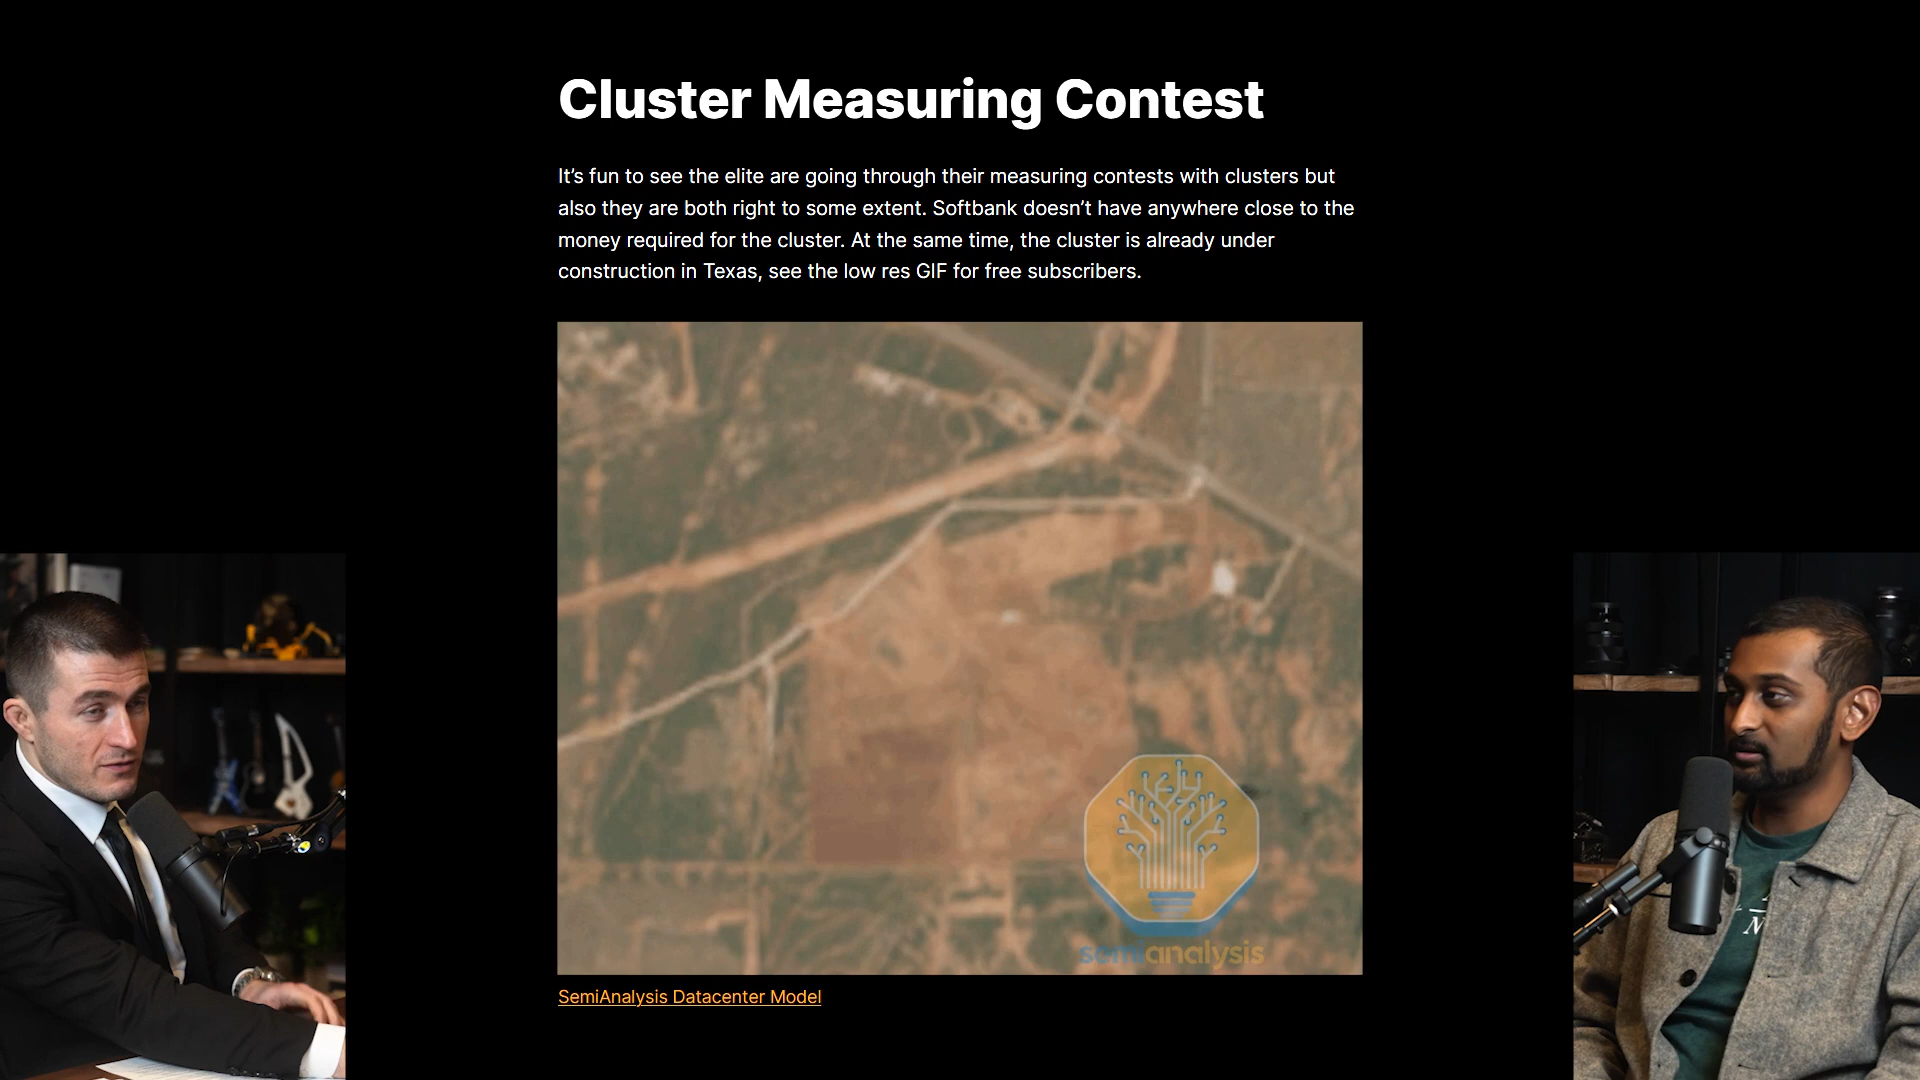 Cluster Measuring Contest
It’s fun to see the elite are going through their measuring contests with clusters but
also they are both right to some extent. Softbank doesn’t have anywhere close to the
money required for the cluster. At the same time, the cluster is already under
construction in Texas, see the low res GIF for free subscribers.
semianalysis
SemiAnalysis Datacenter Model
N